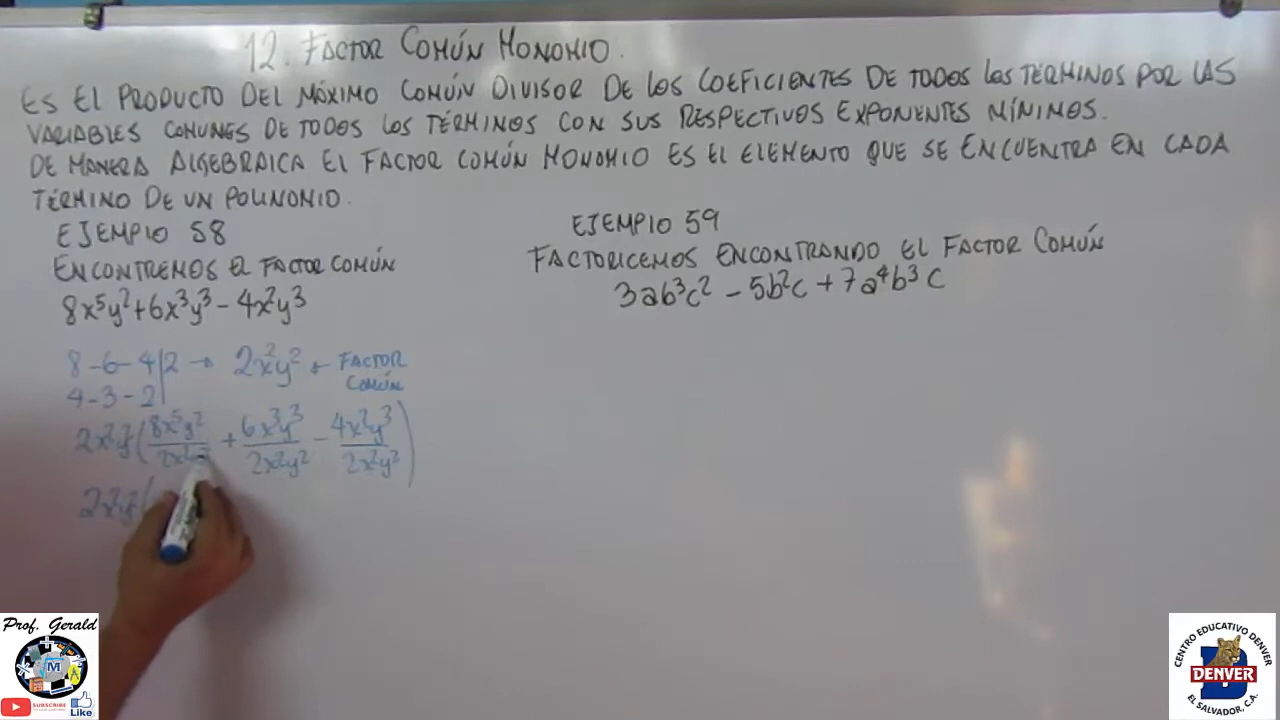 12. FACTOR COMÚN MONOMIO.
ES EL PRODUCTO DEL MÁXIMO COMÚN DIVISOR DE LOS COEFICIENTES DE TODOS LOS TÉRMINOS POR LAS
VARIABLES COMUNES DE TODOS LOS TÉRMINOS CON SUS RESPECTIVOS EXPONENTES MÍNIMOS.
DE MANERA ALGEBRAICA EL FACTOR COMÚN MONOMIO ES EL ELEMENTO QUE SE ENCUENTRA EN CADA
TÉRMINO DE UN POLINOMIO.
EJEMPLO 58
ENCONTREMOS EL FACTOR COMÚN
8x⁵y²+6x³y³-4x²y³
8-6-4|2 → 2x²y² ← FACTOR
COMÚN
4-3-2|
2x²y²(8x⁵y²/2x²y² + 6x³y³/2x²y² - 4x²y³/2x²y²)
2x²y²(
EJEMPLO 59
FACTORICEMOS ENCONTRANDO EL FACTOR COMÚN
3ab³c² - 5b²c + 7a⁴b³c
Prof. Gerald
M
SUBSCRIBE
Like
CENTRO EDUCATIVO DENVER
DENVER
EL SALVADOR, C.A.